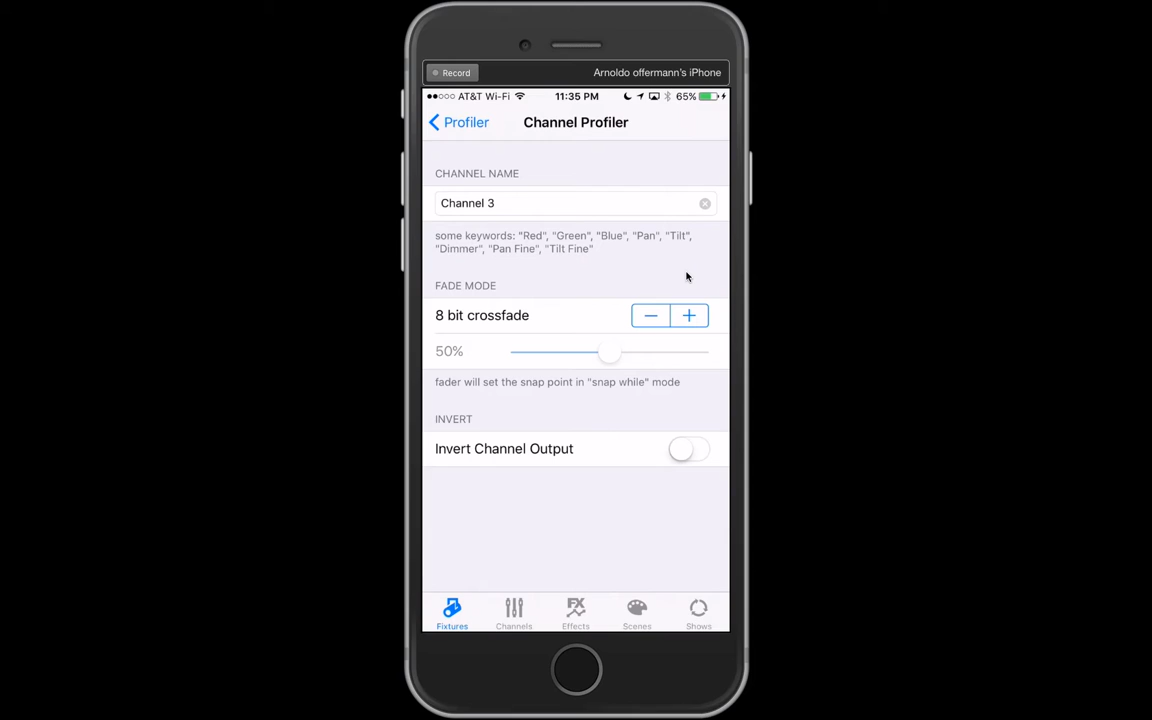 Record
Arnoldo offermann's iPhone
AT&T Wi-Fi 11:35 PM 65%
Profiler Channel Profiler
CHANNEL NAME
Channel 3
some keywords: "Red", "Green", "Blue", "Pan", "Tilt",
"Dimmer", "Pan Fine", "Tilt Fine"
FADE MODE
8 bit crossfade
50%
fader will set the snap point in "snap while" mode
INVERT
Invert Channel Output
FX
Fixtures Channels Effects Scenes Shows